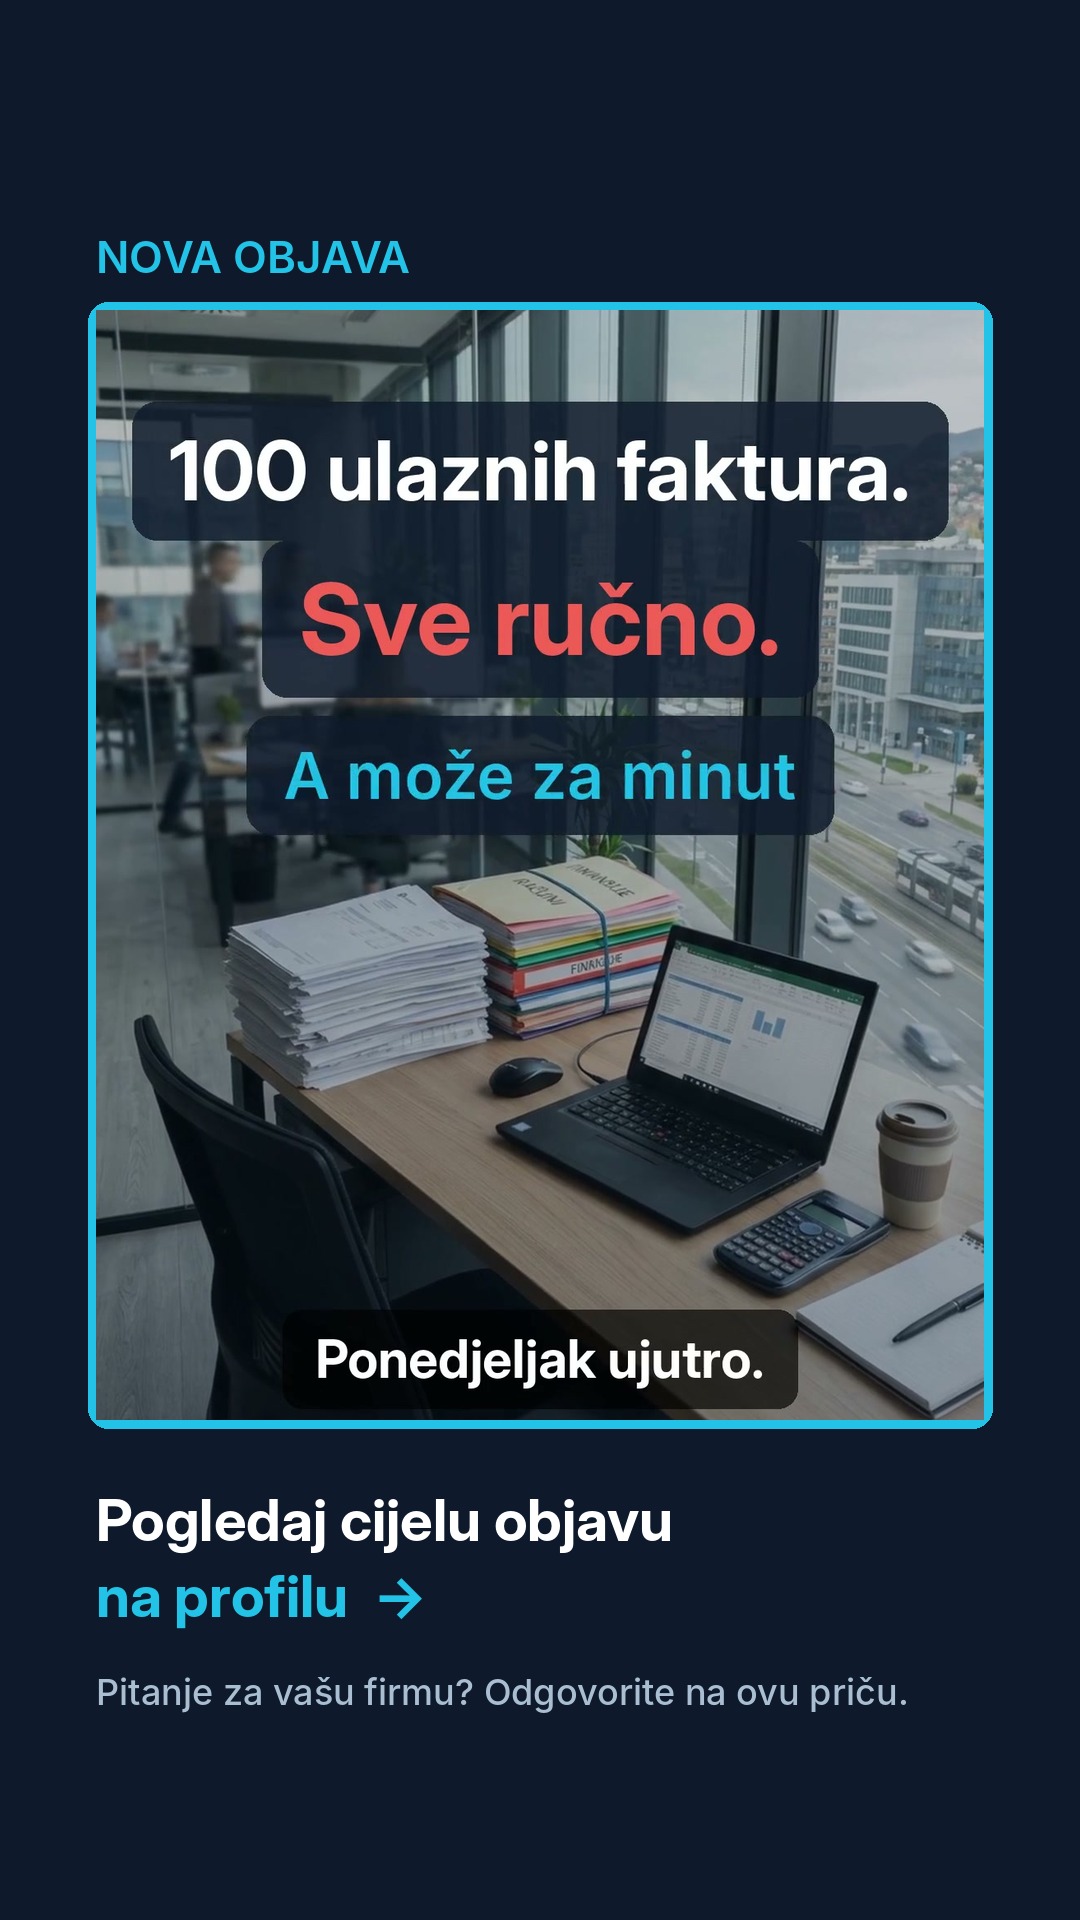 NOVA OBJAVA
100 ulaznih faktura.
Sve ručno.
A može za minut
RAČUNI
Ponedjeljak ujutro.
Pogledaj cijelu objavu
na profilu →
Pitanje za vašu firmu? Odgovorite na ovu priču.